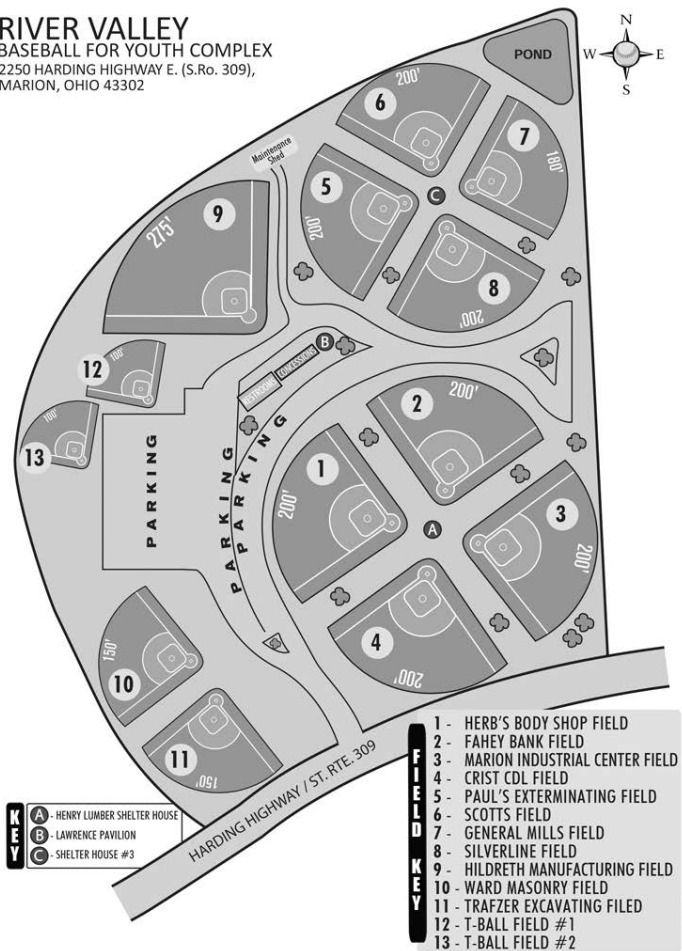 RIVER VALLEY
BASEBALL FOR YOUTH COMPLEX
2250 HARDING HIGHWAY E. (S.Ro. 309),
MARION, OHIO 43302
N
W
E
S
POND
200'
6
7
180'
Maintenance
Shed
5
200'
C
8
200'
9
275'
12
100'
13
100'
B
CONCESSIONS
RESTROOMS
PARKING
PARKING
PARKING
2
200'
1
200'
A
3
200'
4
200'
10
150'
11
150'
HARDING HIGHWAY / ST. RTE. 309
KEY
A - HENRY LUMBER SHELTER HOUSE
B - LAWRENCE PAVILION
C - SHELTER HOUSE #3
FIELD KEY
1 - HERB'S BODY SHOP FIELD
2 - FAHEY BANK FIELD
3 - MARION INDUSTRIAL CENTER FIELD
4 - CRIST CDL FIELD
5 - PAUL'S EXTERMINATING FIELD
6 - SCOTTS FIELD
7 - GENERAL MILLS FIELD
8 - SILVERLINE FIELD
9 - HILDRETH MANUFACTURING FIELD
10 - WARD MASONRY FIELD
11 - TRAFZER EXCAVATING FILED
12 - T-BALL FIELD #1
13 - T-BALL FIELD #2